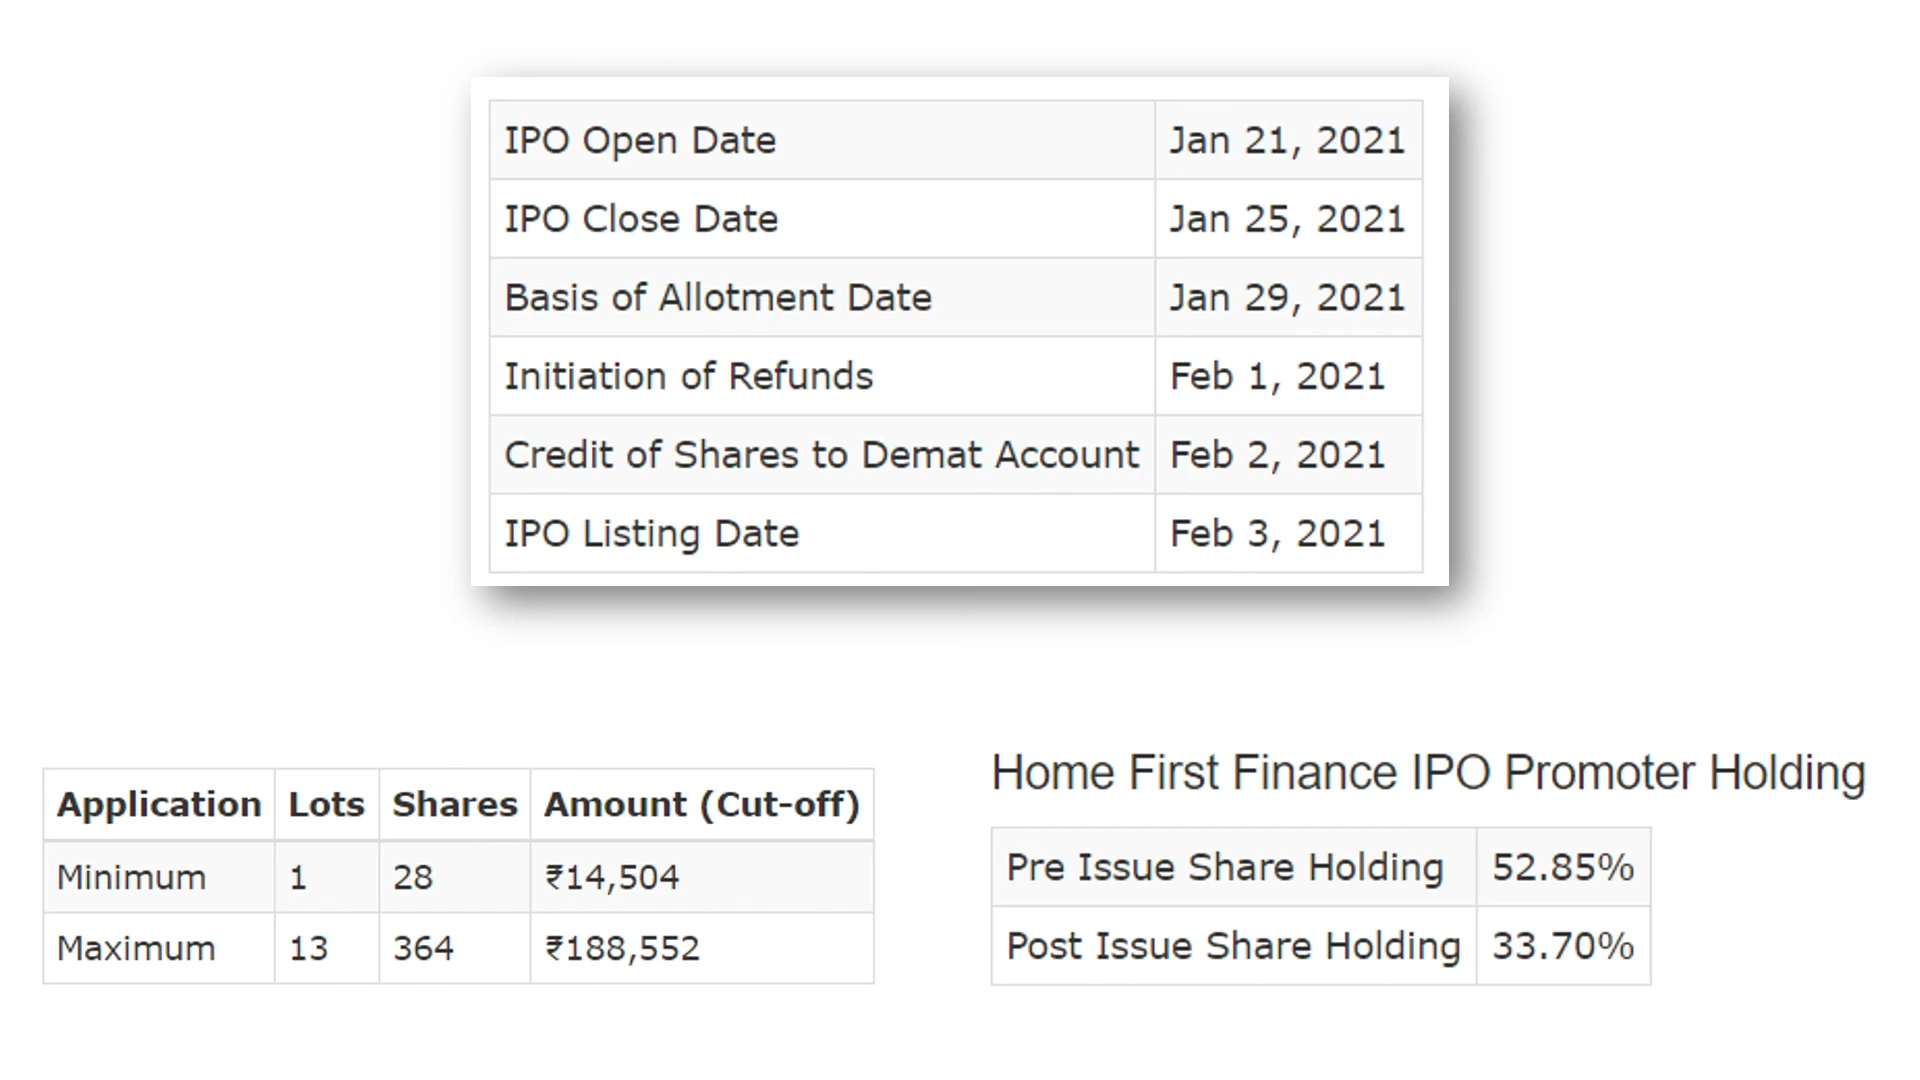 IPO Open Date Jan 21, 2021
IPO Close Date Jan 25, 2021
Basis of Allotment Date Jan 29, 2021
Initiation of Refunds Feb 1, 2021
Credit of Shares to Demat Account Feb 2, 2021
IPO Listing Date Feb 3, 2021
Application Lots Shares Amount (Cut-off)
Minimum 1 28 ₹14,504
Maximum 13 364 ₹188,552
Home First Finance IPO Promoter Holding
Pre Issue Share Holding 52.85%
Post Issue Share Holding 33.70%